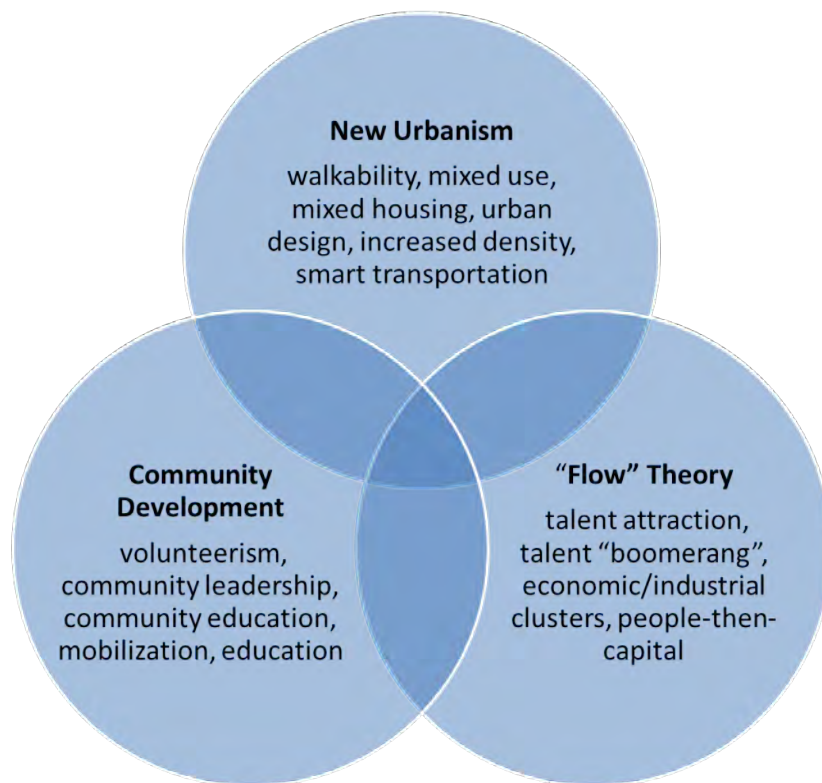 New Urbanism
walkability, mixed use,
mixed housing, urban
design, increased density,
smart transportation
Community
Development
volunteerism,
community leadership,
community education,
mobilization, education
“Flow” Theory
talent attraction,
talent “boomerang”,
economic/industrial
clusters, people-then-
capital